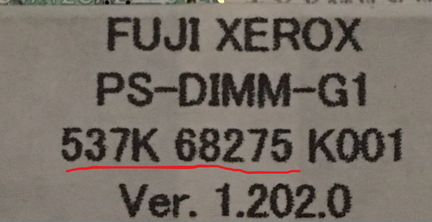 FUJI XEROX
PS-DIMM-G1
537K 68275 K001
Ver. 1.202.0